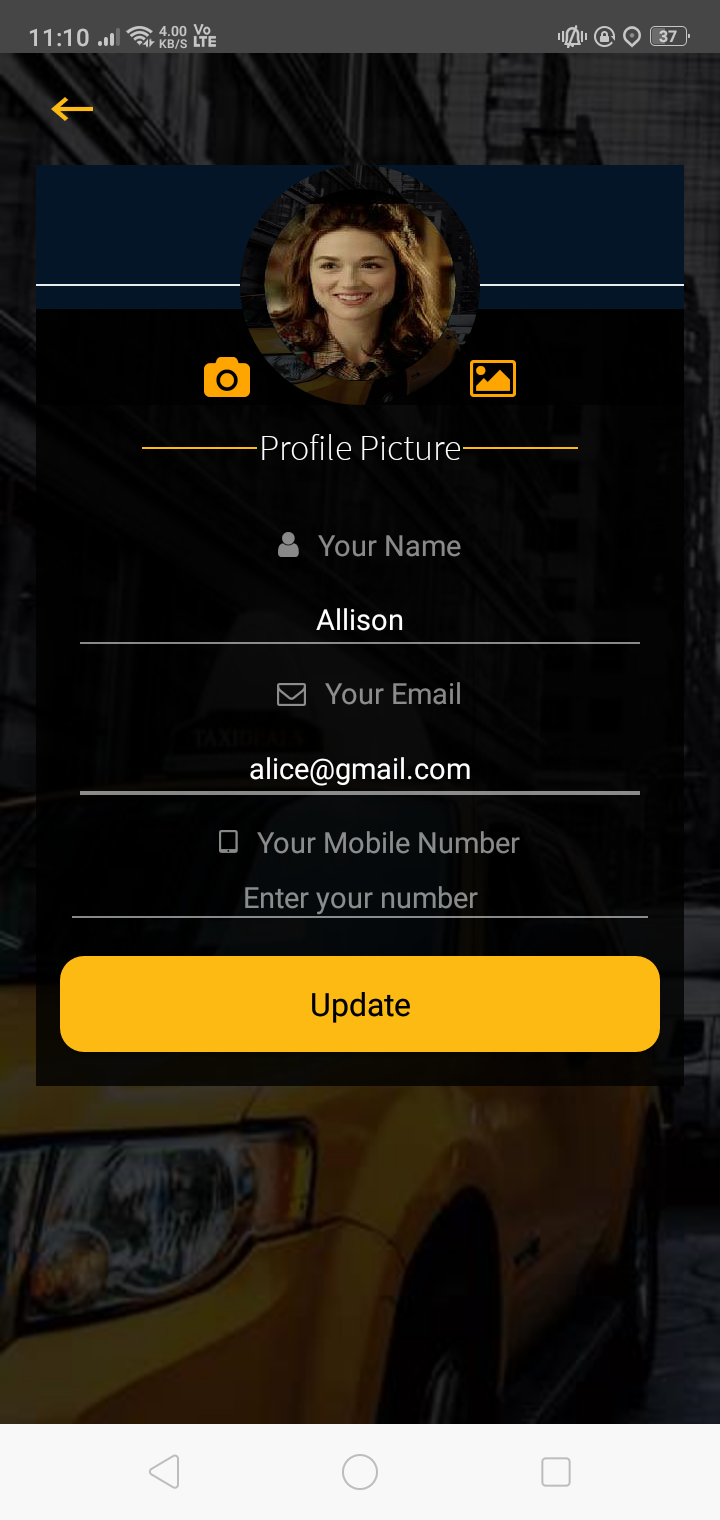 11:10 4.00 KB/S Vo LTE 37
Profile Picture
Your Name
Allison
Your Email
TAXIDEALS
alice@gmail.com
Your Mobile Number
Enter your number
Update